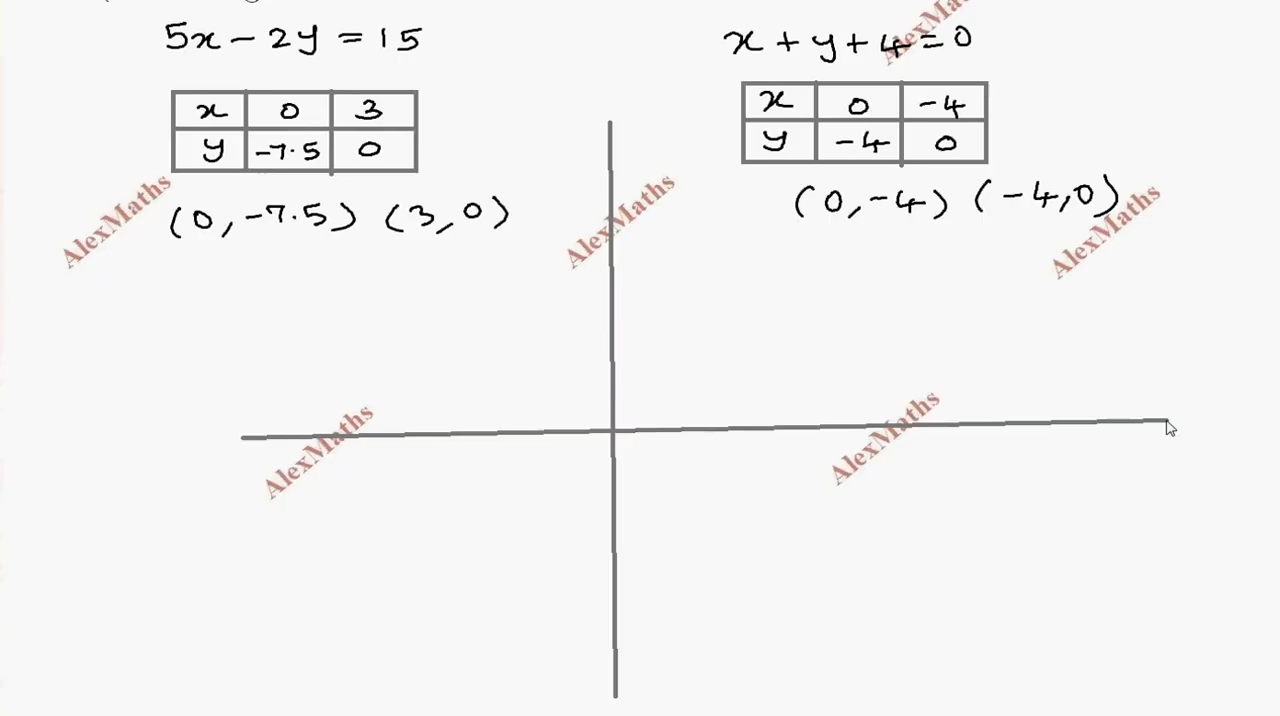 5x - 2y = 15
x + y + 4 = 0
x 0 3
y -7.5 0
x 0 -4
y -4 0
(0, -7.5) (3, 0)
(0, -4) (-4, 0)
AlexMaths
AlexMaths
AlexMaths
AlexMaths
AlexMaths
AlexMaths